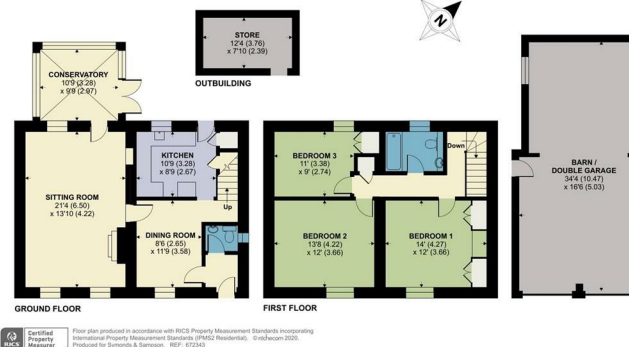 STORE
12'4 (3.76)
x 7'10 (2.39)
OUTBUILDING
CONSERVATORY
10'9 (3.28)
x 9'9 (2.97)
KITCHEN
10'9 (3.28)
x 8'9 (2.67)
SITTING ROOM
21'4 (6.50)
x 13'10 (4.22)
Up
DINING ROOM
8'6 (2.65)
x 11'9 (3.58)
GROUND FLOOR
BEDROOM 3
11' (3.38)
x 9' (2.74)
Down
BEDROOM 2
13'8 (4.22)
x 12' (3.66)
BEDROOM 1
14' (4.27)
x 12' (3.66)
FIRST FLOOR
BARN /
DOUBLE GARAGE
34'4 (10.47)
x 16'6 (5.03)
RICS
Certified
Property
Measurer
Floor plan produced in accordance with RICS Property Measurement Standards incorporating
International Property Measurement Standards (IPMS2 Residential). © nichecom 2020.
Produced for Symonds & Sampson. REF: 672343